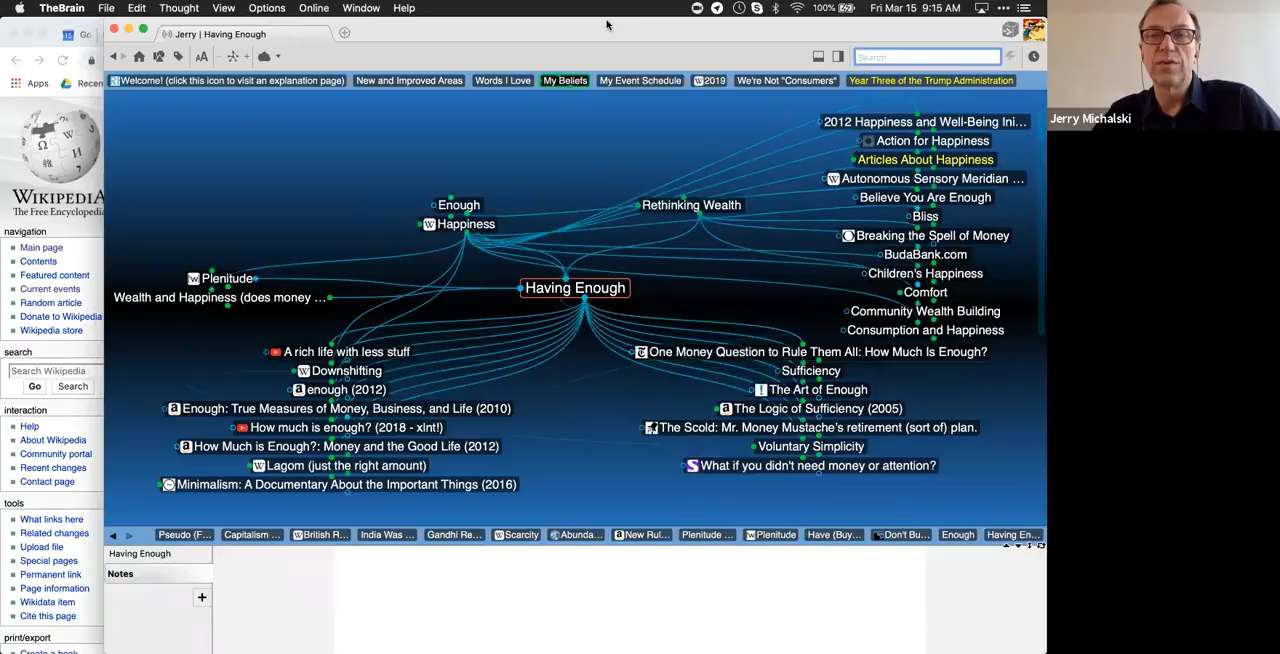 TheBrain File Edit Thought View Options Online Window Help
100% Fri Mar 15 9:15 AM
Jerry | Having Enough
Apps
Search
Welcome! (click this icon to visit an explanation page) New and Improved Areas Words I Love My Beliefs My Event Schedule 2019 We're Not "Consumers" Year Three of the Trump Administration
Jerry Michalski
WIKIPEDIA
The Free Encyclopedia
navigation
Main page
Contents
Featured content
Current events
Random article
Donate to Wikipedia
Wikipedia store
search
Search Wikipedia
Go Search
interaction
Help
About Wikipedia
Community portal
Recent changes
Contact page
tools
What links here
Related changes
Upload file
Special pages
Permanent link
Page information
Wikidata item
Cite this page
print/export
Enough
Happiness
Rethinking Wealth
Plenitude
Wealth and Happiness (does money ...
Having Enough
2012 Happiness and Well-Being Ini...
Action for Happiness
Articles About Happiness
Autonomous Sensory Meridian ...
Believe You Are Enough
Bliss
Breaking the Spell of Money
BudaBank.com
Children's Happiness
Comfort
Community Wealth Building
Consumption and Happiness
A rich life with less stuff
Downshifting
enough (2012)
Enough: True Measures of Money, Business, and Life (2010)
How much is enough? (2018 - xlnt!)
How Much is Enough?: Money and the Good Life (2012)
Lagom (just the right amount)
Minimalism: A Documentary About the Important Things (2016)
One Money Question to Rule Them All: How Much Is Enough?
Sufficiency
The Art of Enough
The Logic of Sufficiency (2005)
The Scold: Mr. Money Mustache's retirement (sort of) plan.
Voluntary Simplicity
What if you didn't need money or attention?
Pseudo (F... Capitalism ... British R... India Was ... Gandhi Re... Scarcity Abunda... New Rul... Plenitude ... Plenitude Have (Buy... Don't Bu... Enough Having En...
Having Enough
Notes